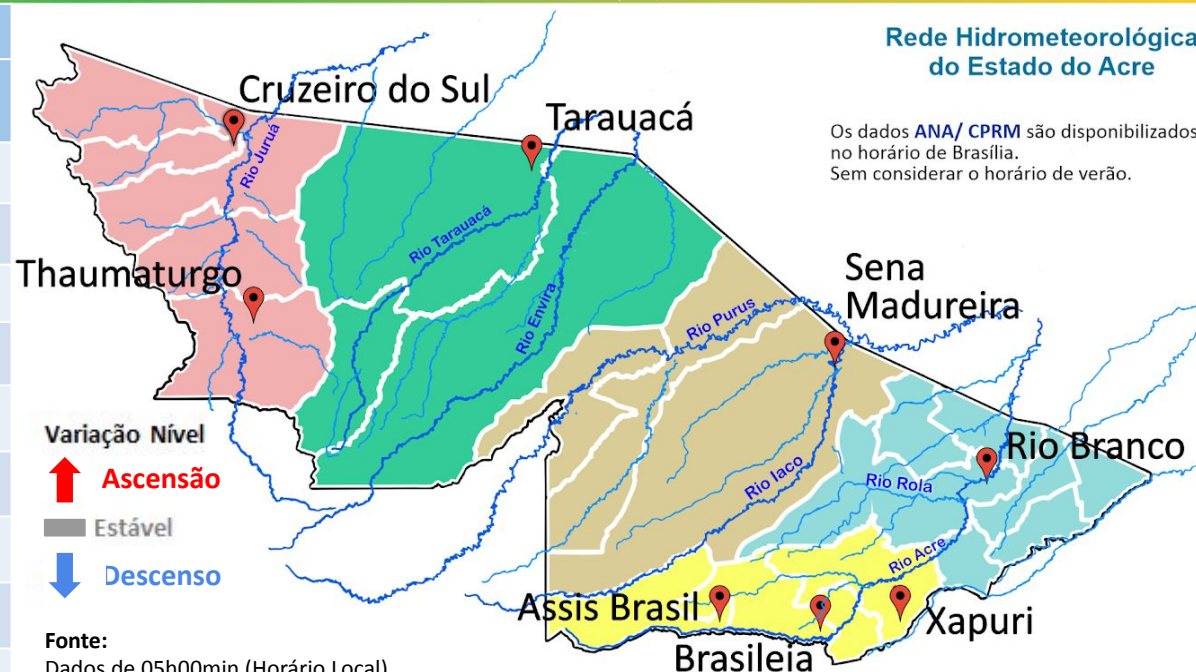 Rede Hidrometeorológica
do Estado do Acre
Os dados ANA/ CPRM são disponibilizados
no horário de Brasília.
Sem considerar o horário de verão.
Cruzeiro do Sul
Tarauacá
Rio Juruá
Rio Tarauacá
Thaumaturgo
Rio Envira
Sena
Madureira
Rio Purus
Variação Nível
Ascensão
Estável
Descenso
Rio Branco
Rio Iaco
Rio Rola
Rio Acre
Assis Brasil
Xapuri
Brasileia
Fonte:
Dados de 05h00min (Horário Local)